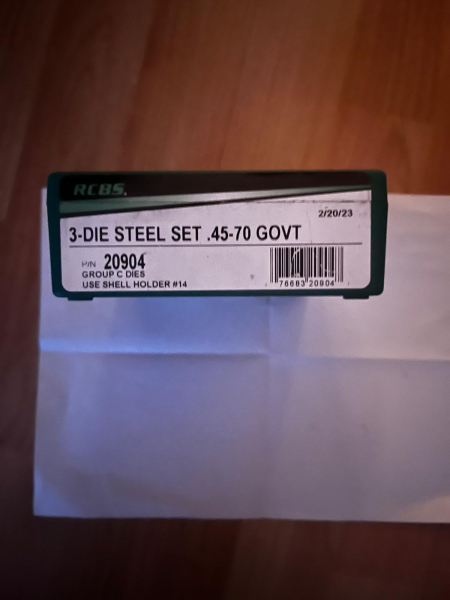 RCBS.
2/20/23
3-DIE STEEL SET .45-70 GOVT
P/N 20904
GROUP C DIES
USE SHELL HOLDER #14
76683 20904